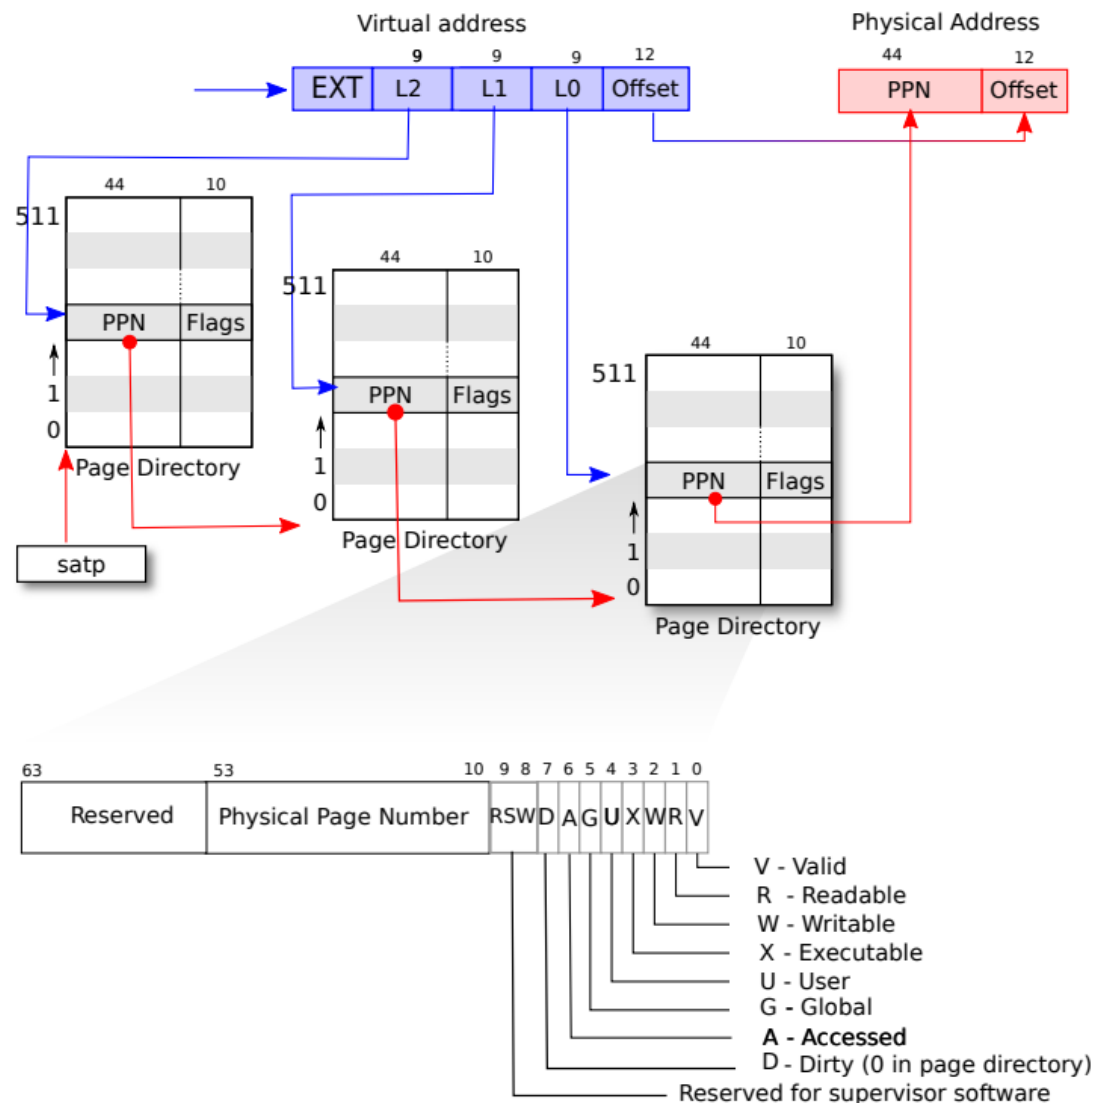 Virtual address
Physical Address
9 9 9 12
44 12
EXT L2 L1 L0 Offset
PPN Offset
44 10
511
PPN Flags
1
0
Page Directory
satp
44 10
511
PPN Flags
1
0
Page Directory
44 10
511
PPN Flags
1
0
Page Directory
63 53 10 9 8 7 6 5 4 3 2 1 0
Reserved Physical Page Number RSW D A G U X W R V
V - Valid
R - Readable
W - Writable
X - Executable
U - User
G - Global
A - Accessed
D - Dirty (0 in page directory)
Reserved for supervisor software